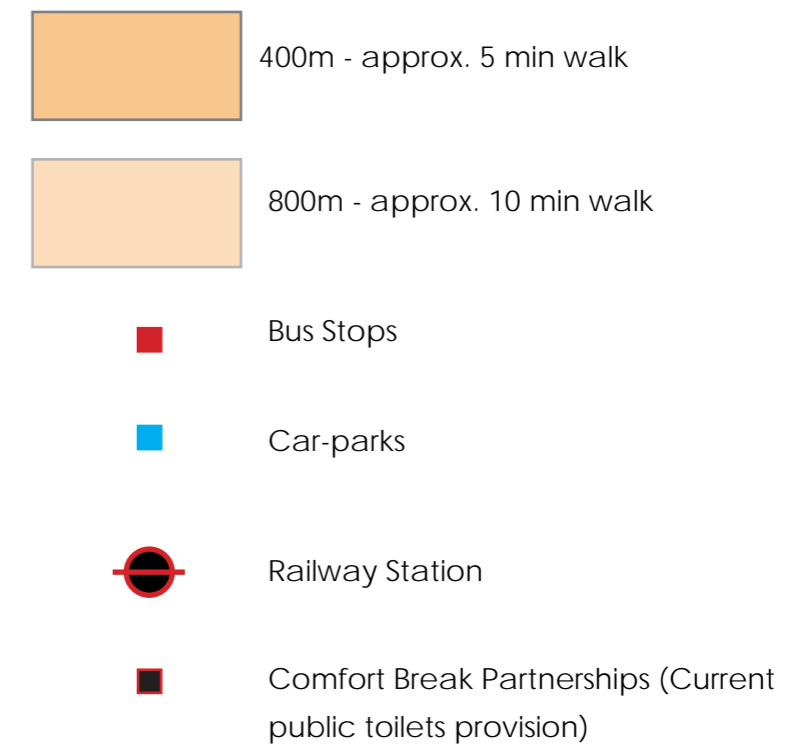 400m - approx. 5 min walk
800m - approx. 10 min walk
Bus Stops
Car-parks
Railway Station
Comfort Break Partnerships (Current
public toilets provision)